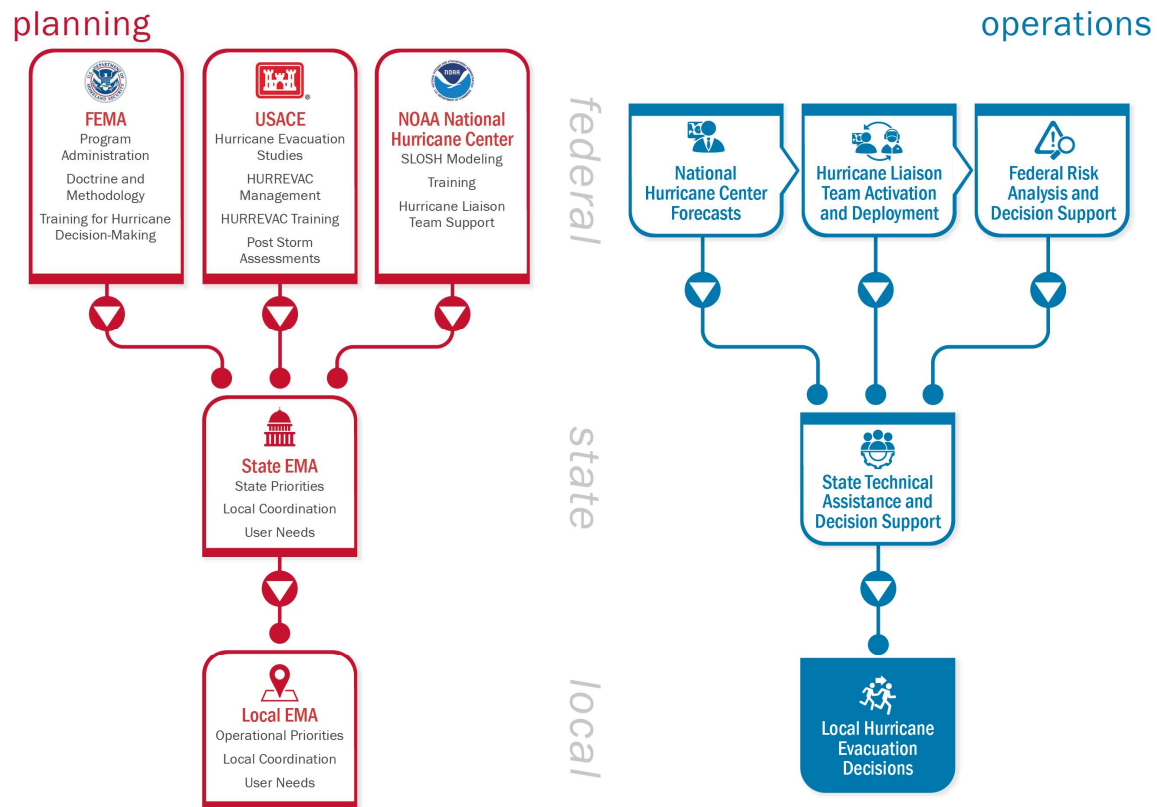 planning
operations
FEMA
Program
Administration
Doctrine and
Methodology
Training for Hurricane
Decision-Making
USACE
Hurricane Evacuation
Studies
HURREVAC
Management
HURREVAC Training
Post Storm
Assessments
NOAA
NOAA National
Hurricane Center
SLOSH Modeling
Training
Hurricane Liaison
Team Support
federal
National
Hurricane Center
Forecasts
Hurricane Liaison
Team Activation
and Deployment
Federal Risk
Analysis and
Decision Support
State EMA
State Priorities
Local Coordination
User Needs
state
State Technical
Assistance and
Decision Support
Local EMA
Operational Priorities
Local Coordination
User Needs
local
Local Hurricane
Evacuation
Decisions